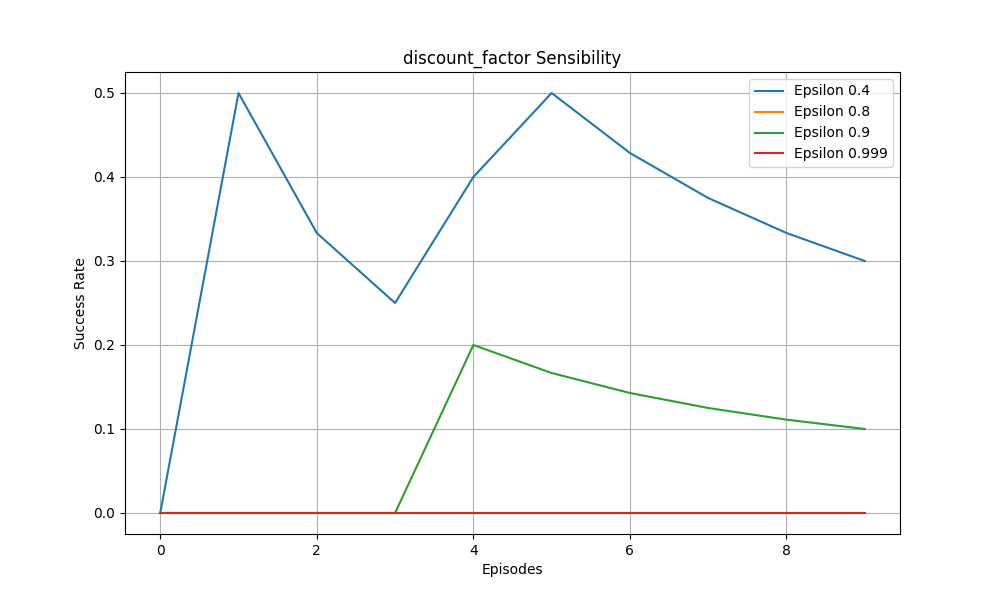 discount_factor Sensibility
Epsilon 0.4
Epsilon 0.8
Epsilon 0.9
Epsilon 0.999
Success Rate
0.5
0.4
0.3
0.2
0.1
0.0
0 2 4 6 8
Episodes